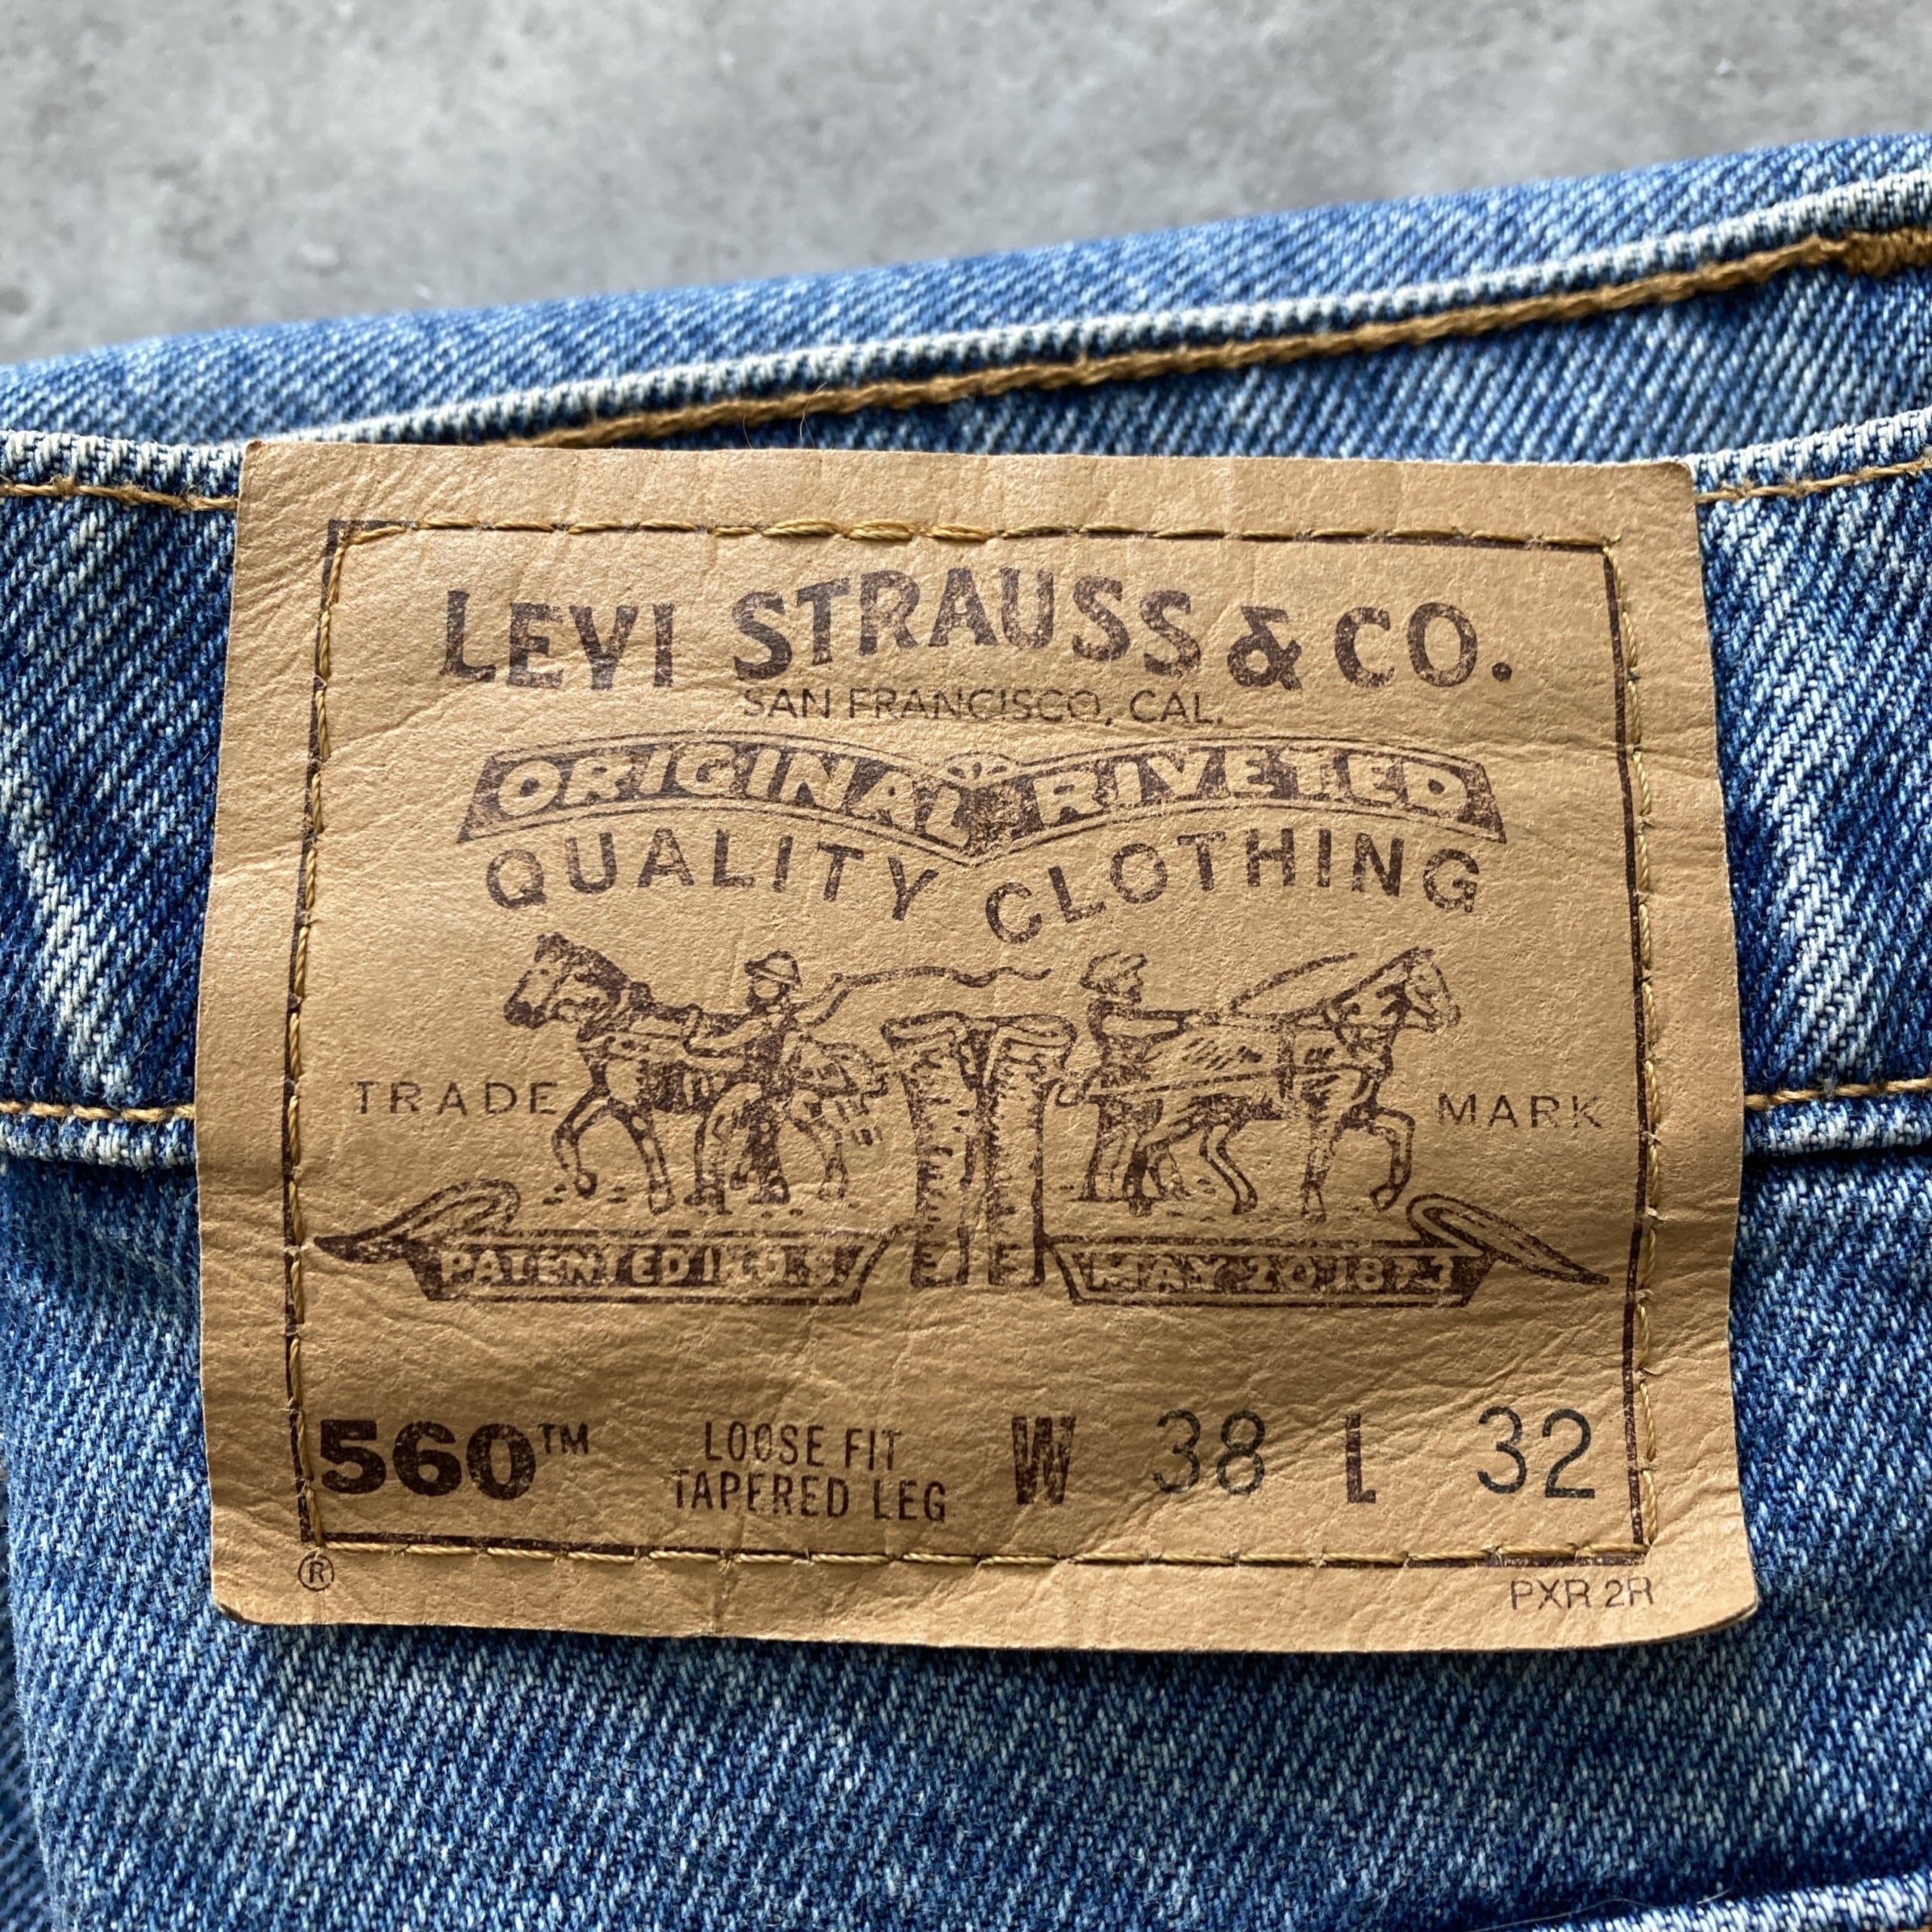 LEVI STRAUSS & CO.
SAN FRANCISCO, CAL.
ORIGINAL RIVETED
QUALITY CLOTHING
TRADE MARK
PATENTED IN U.S. MAY 20 1873
560™ LOOSE FIT W 38 L 32
TAPERED LEG
® PXR 2R